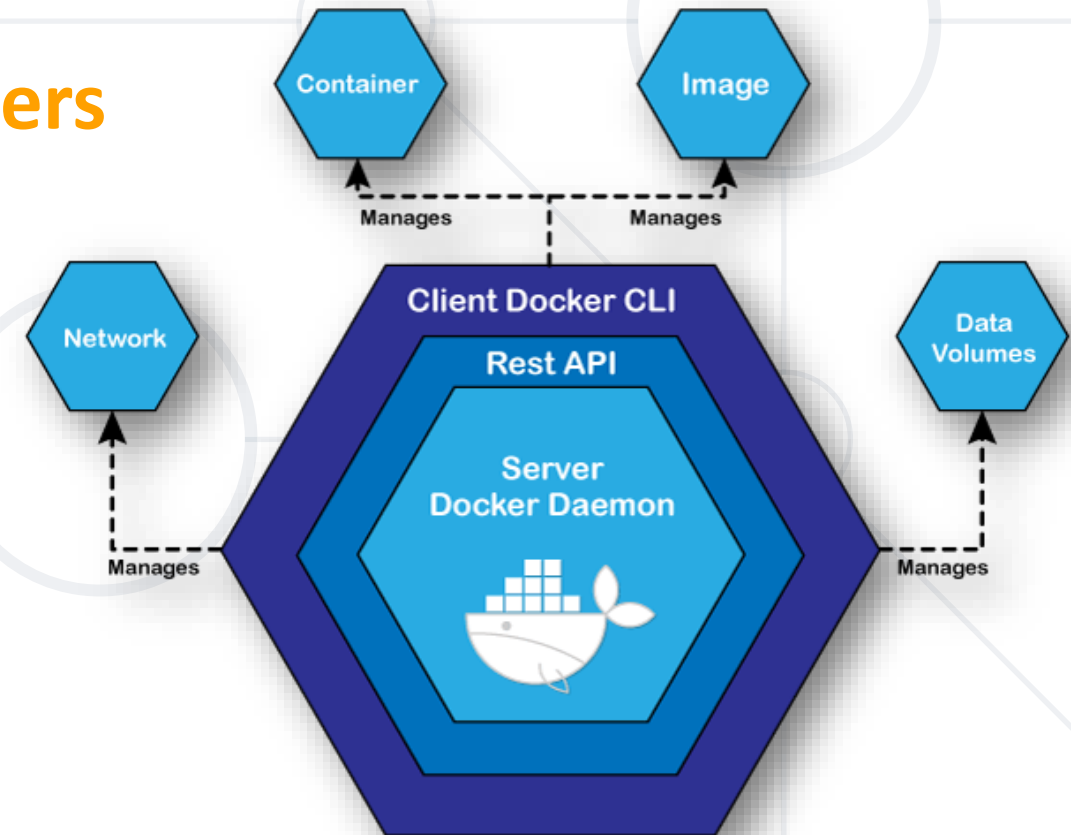 ers
Container
Image
Manages
Manages
Client Docker CLI
Network
Rest API
Data
Volumes
Server
Docker Daemon
Manages
Manages